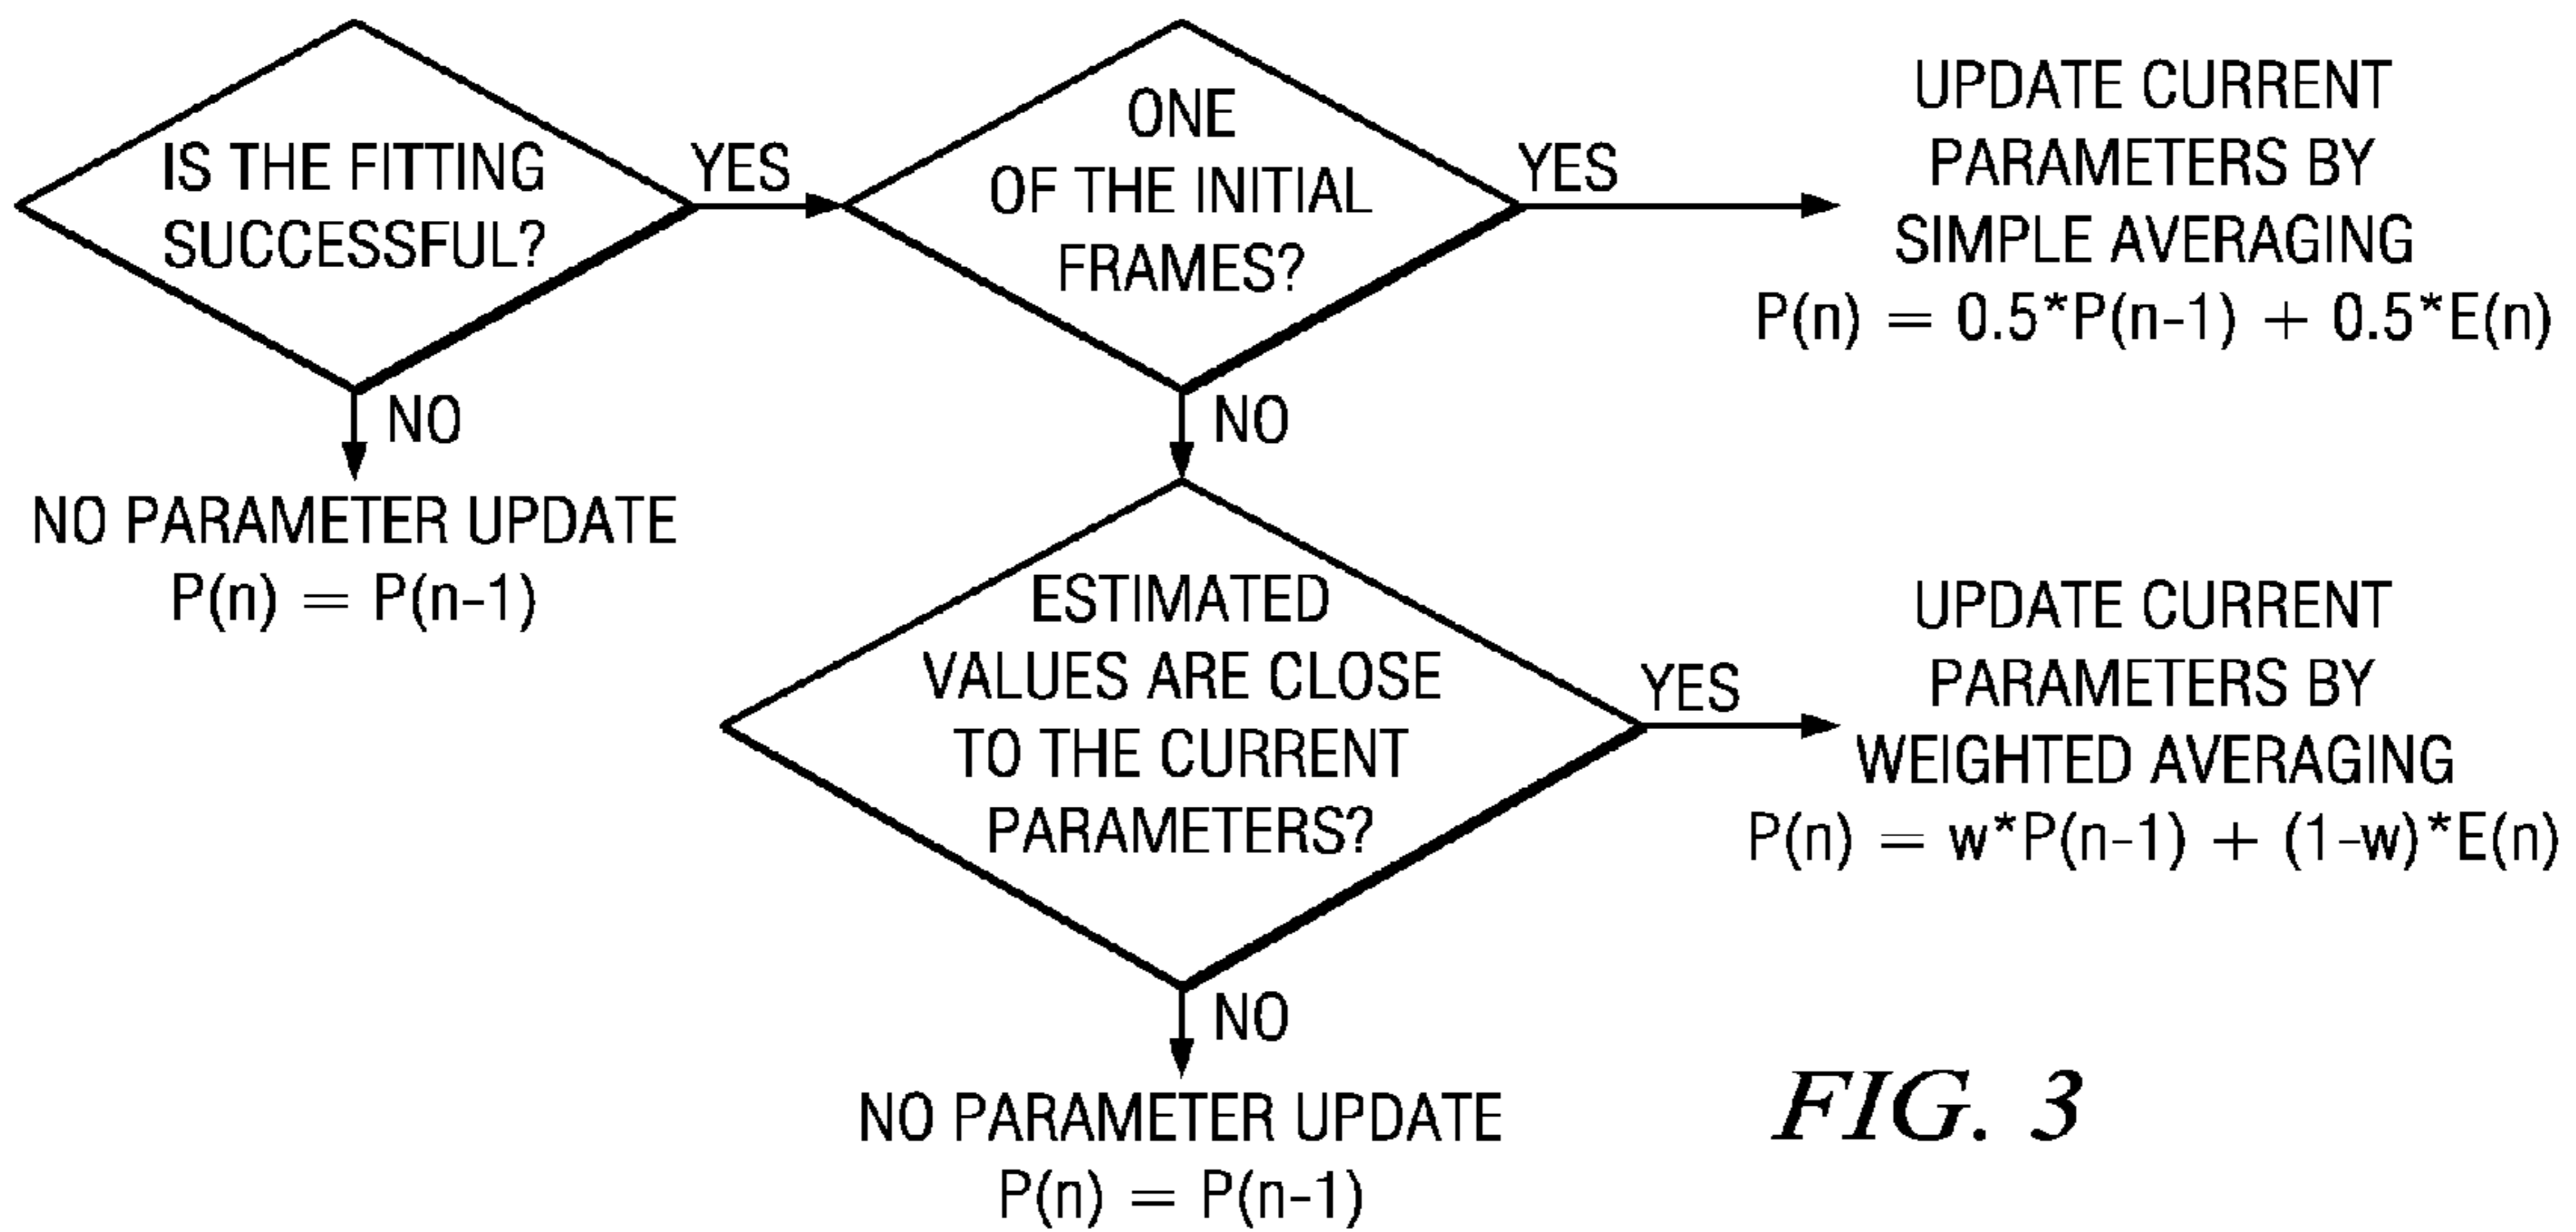 IS THE FITTING
SUCCESSFUL?
YES
ONE
OF THE INITIAL
FRAMES?
YES
UPDATE CURRENT
PARAMETERS BY
SIMPLE AVERAGING
P(n) = 0.5*P(n-1) + 0.5*E(n)
NO
NO PARAMETER UPDATE
P(n) = P(n-1)
NO
ESTIMATED
VALUES ARE CLOSE
TO THE CURRENT
PARAMETERS?
YES
UPDATE CURRENT
PARAMETERS BY
WEIGHTED AVERAGING
P(n) = w*P(n-1) + (1-w)*E(n)
NO
NO PARAMETER UPDATE
P(n) = P(n-1)
FIG. 3